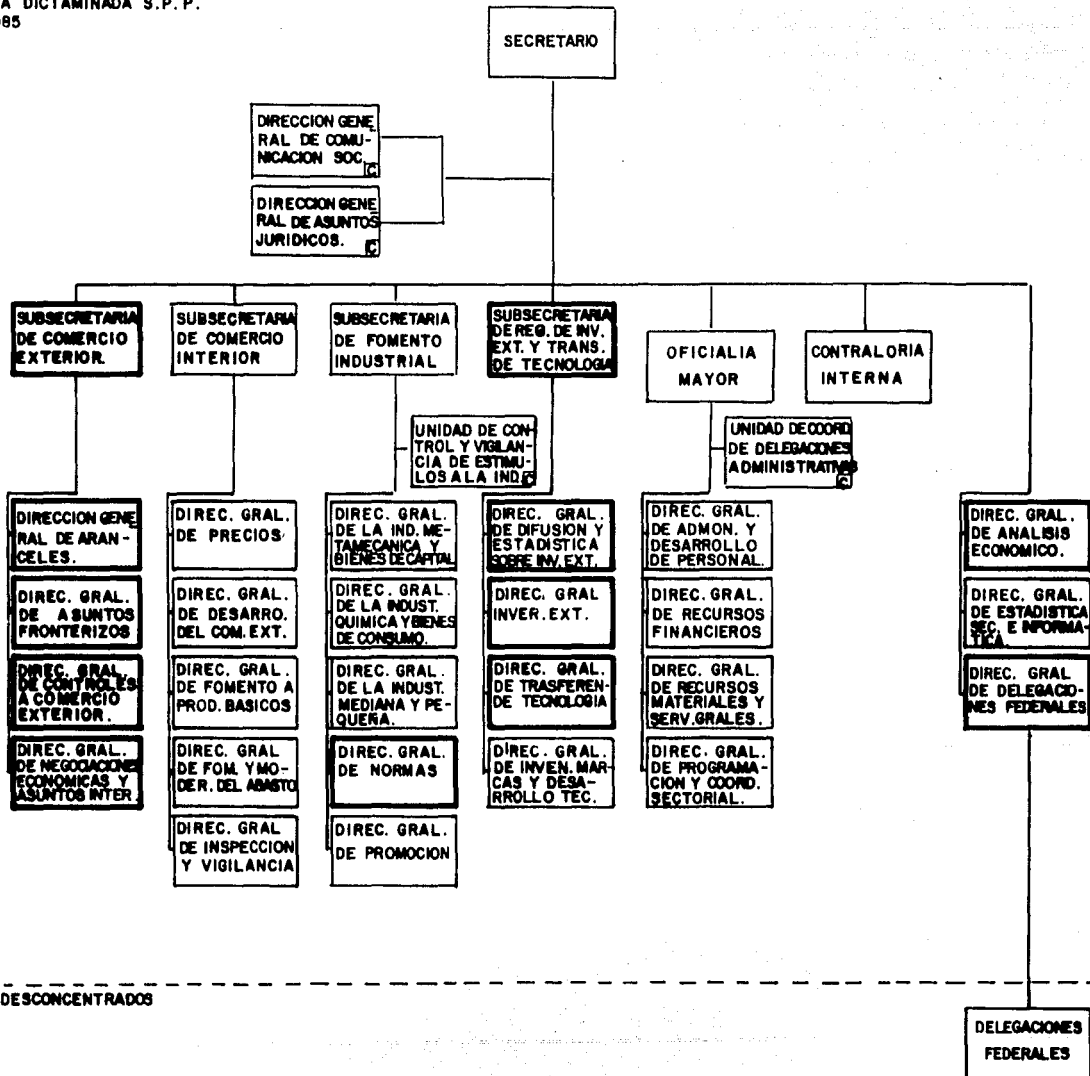 A DICTAMINADA S.P.P.
985
SECRETARIO
DIRECCION GENE
RAL DE COMU-
NICACION SOC.
C
DIRECCION GENE
RAL DE ASUNTOS
JURIDICOS.
C
SUBSECRETARIA
DE COMERCIO
EXTERIOR.
SUBSECRETARIA
DE COMERCIO
INTERIOR
SUBSECRETARIA
DE FOMENTO
INDUSTRIAL
SUBSECRETARIA
DE REG. DE INV.
EXT. Y TRANS.
DE TECNOLOGIA
OFICIALIA
MAYOR
CONTRALORIA
INTERNA
UNIDAD DE CON-
TROL Y VIGILAN-
CIA DE ESTIMU-
LOS A LA IND.
C
UNIDAD DE COORD
DE DELEGACIONES
ADMINISTRATIVAS
C
DIRECCION GENE
RAL DE ARAN-
CELES.
DIREC. GRAL.
DE ASUNTOS
FRONTERIZOS
DIREC. GRAL.
DE CONTROLES
A COMERCIO
EXTERIOR.
DIREC. GRAL.
DE NEGOCIACIONES
ECONOMICAS Y
ASUNTOS INTER.
DIREC. GRAL.
DE PRECIOS
DIREC. GRAL.
DE DESARRO.
DEL COM. EXT.
DIREC. GRAL.
DE FOMENTO A
PROD. BASICOS
DIREC. GRAL
DE FOM. Y MO-
DER. DEL ABASTO
DIREC. GRAL
DE INSPECCION
Y VIGILANCIA
DIREC. GRAL.
DE LA IND. ME-
TAMECANICA Y
BIENES DE CAPITAL
DIREC. GRAL.
DE LA INDUST.
QUIMICA Y BIENES
DE CONSUMO.
DIREC. GRAL.
DE LA INDUST.
MEDIANA Y PE-
QUEÑA.
DIREC. GRAL.
DE NORMAS
DIREC. GRAL.
DE PROMOCION
DIREC. GRAL.
DE DIFUSION Y
ESTADISTICA
SOBRE INV. EXT.
DIREC. GRAL
INVER. EXT.
DIREC. GRAL.
DE TRASFEREN-
DE TECNOLOGIA
DIREC. GRAL.
DE INVEN. MAR-
CAS Y DESA-
RROLLO TEC.
DIREC. GRAL.
DE ADMON. Y
DESARROLLO
DE PERSONAL.
DIREC. GRAL.
DE RECURSOS
FINANCIEROS
DIREC. GRAL.
DE RECURSOS
MATERIALES Y
SERV. GRALES.
DIREC. GRAL.
DE PROGRAMA-
CION Y COORD.
SECTORIAL.
DIREC. GRAL.
DE ANALISIS
ECONOMICO.
DIREC. GRAL.
DE ESTADISTICA
SEC. E INFORMA-
TICA.
DIREC. GRAL
DE DELEGACIO-
NES FEDERALES
DESCONCENTRADOS
DELEGACIONES
FEDERALES